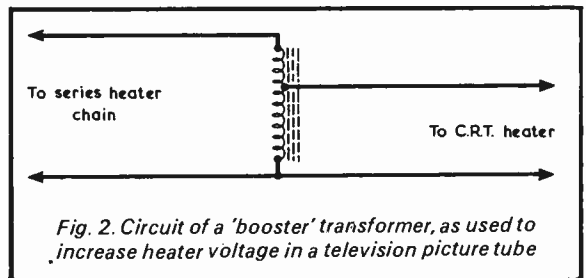 To series heater
chain
To C.R.T. heater
Fig. 2. Circuit of a 'booster' transformer, as used to
increase heater voltage in a television picture tube